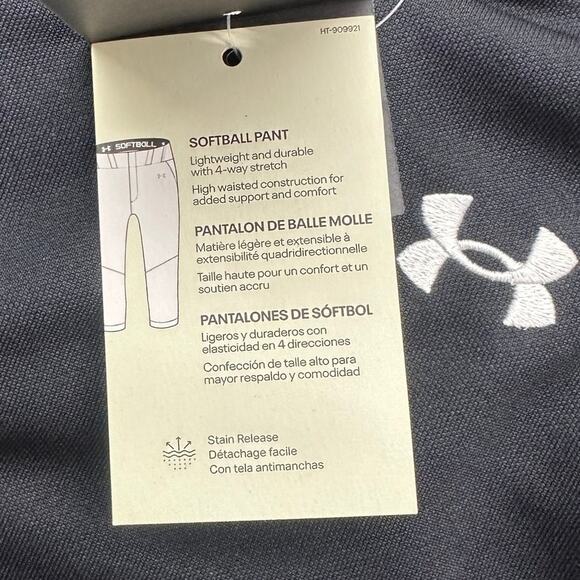 HT-909921
SOFTBALL
SOFTBALL PANT
Lightweight and durable
with 4-way stretch
High waisted construction for
added support and comfort
PANTALON DE BALLE MOLLE
Matière légère et extensible à
extensibilité quadridirectionnelle
Taille haute pour un confort et un
soutien accru
PANTALONES DE SÓFTBOL
Ligeros y duraderos con
elasticidad en 4 direcciones
Confección de talle alto para
mayor respaldo y comodidad
Stain Release
Détachage facile
Con tela antimanchas